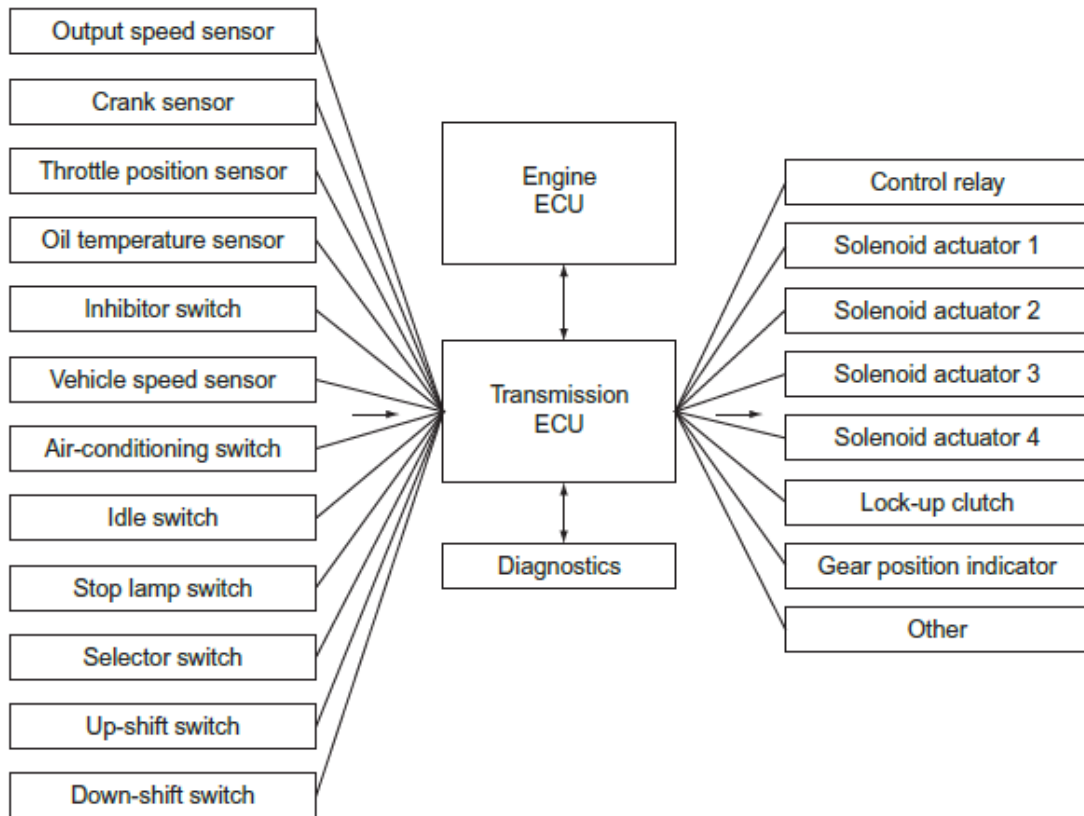 Output speed sensor
Crank sensor
Throttle position sensor
Oil temperature sensor
Inhibitor switch
Vehicle speed sensor
Air-conditioning switch
Idle switch
Stop lamp switch
Selector switch
Up-shift switch
Down-shift switch
Engine
ECU
Transmission
ECU
Diagnostics
Control relay
Solenoid actuator 1
Solenoid actuator 2
Solenoid actuator 3
Solenoid actuator 4
Lock-up clutch
Gear position indicator
Other